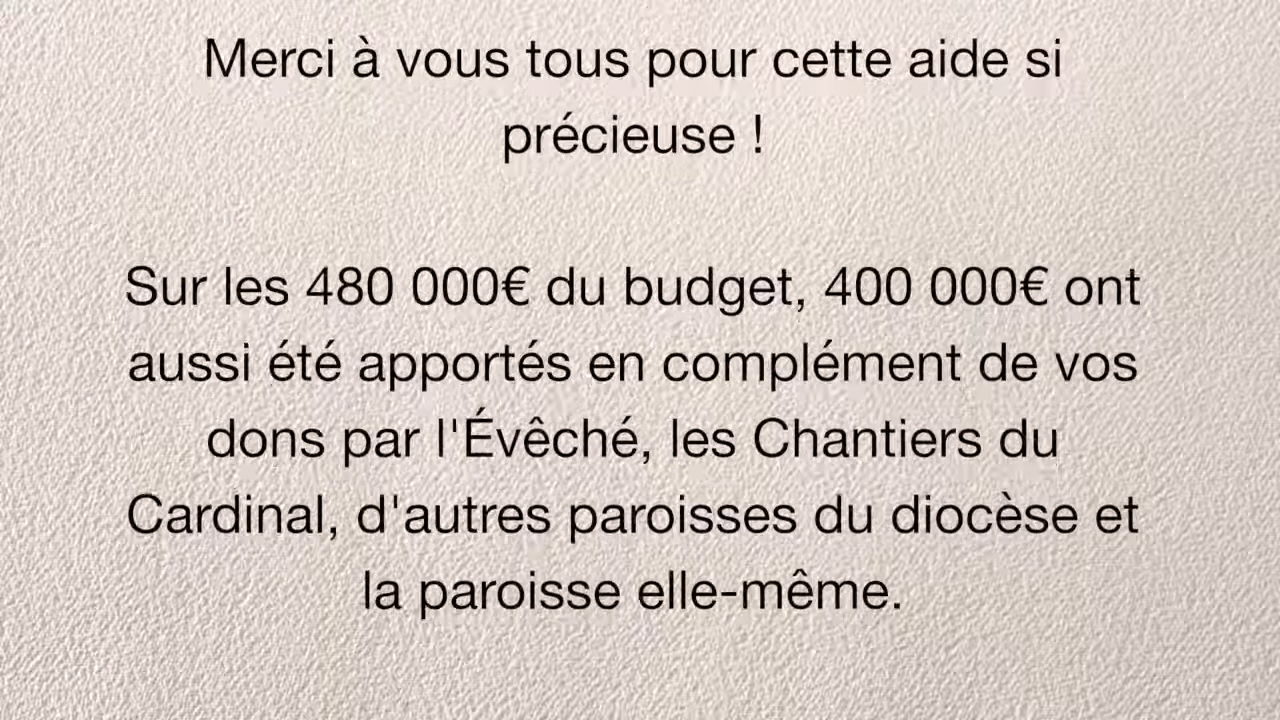 Merci à vous tous pour cette aide si
précieuse !
Sur les 480 000€ du budget, 400 000€ ont
aussi été apportés en complément de vos
dons par l'Évêché, les Chantiers du
Cardinal, d'autres paroisses du diocèse et
la paroisse elle-même.